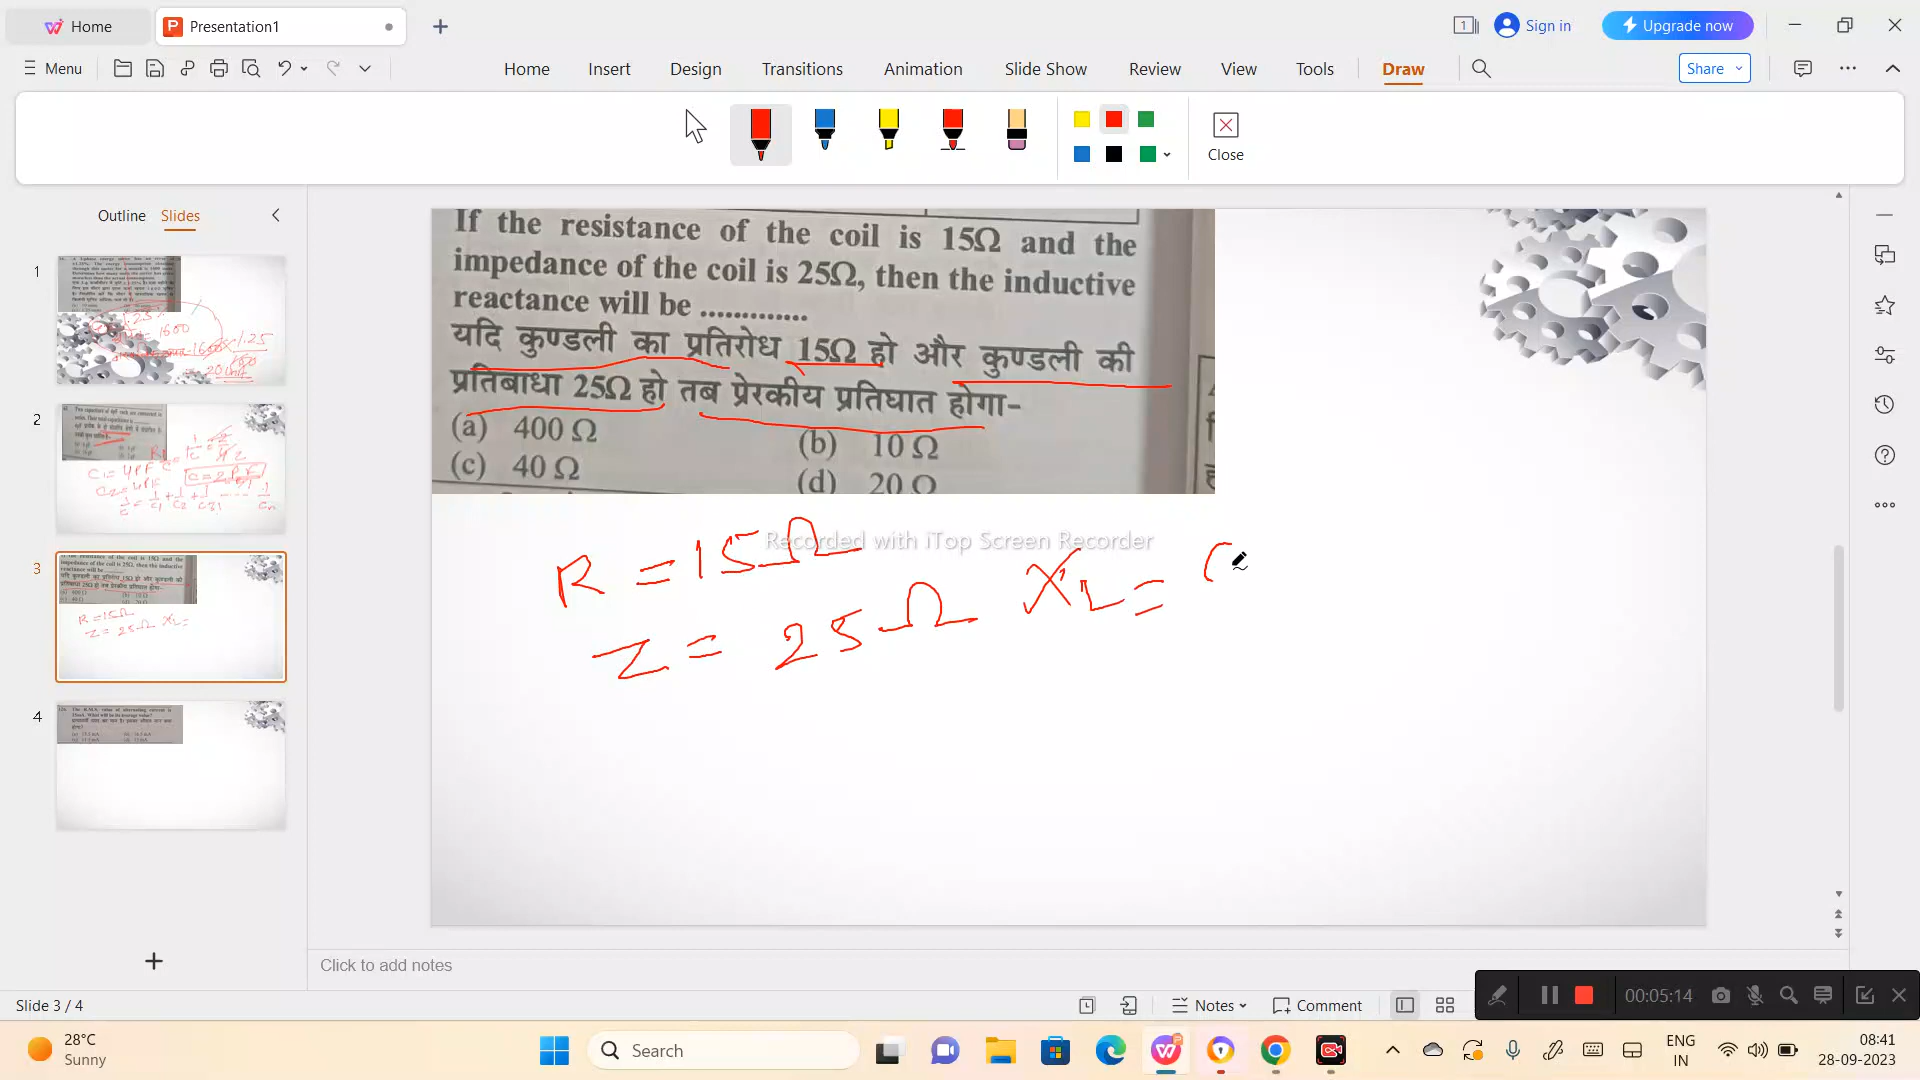 Home
Presentation1
Sign in
Upgrade now
Menu
Home Insert Design Transitions Animation Slide Show Review View Tools Draw
Share
Close
Outline Slides
1
2
3
4
If the resistance of the coil is 15Ω and the
impedance of the coil is 25Ω, then the inductive
reactance will be .............
यदि कुण्डली का प्रतिरोध 15Ω हो और कुण्डली की
प्रतिबाधा 25Ω हो तब प्रेरकीय प्रतिघात होगा-
(a) 400 Ω (b) 10 Ω
(c) 40 Ω (d) 20 Ω
Recorded with iTop Screen Recorder
R = 15Ω
Z = 25Ω XL =
Click to add notes
Slide 3 / 4
Notes
Comment
00:05:14
28°C
Sunny
Search
ENG
IN
08:41
28-09-2023